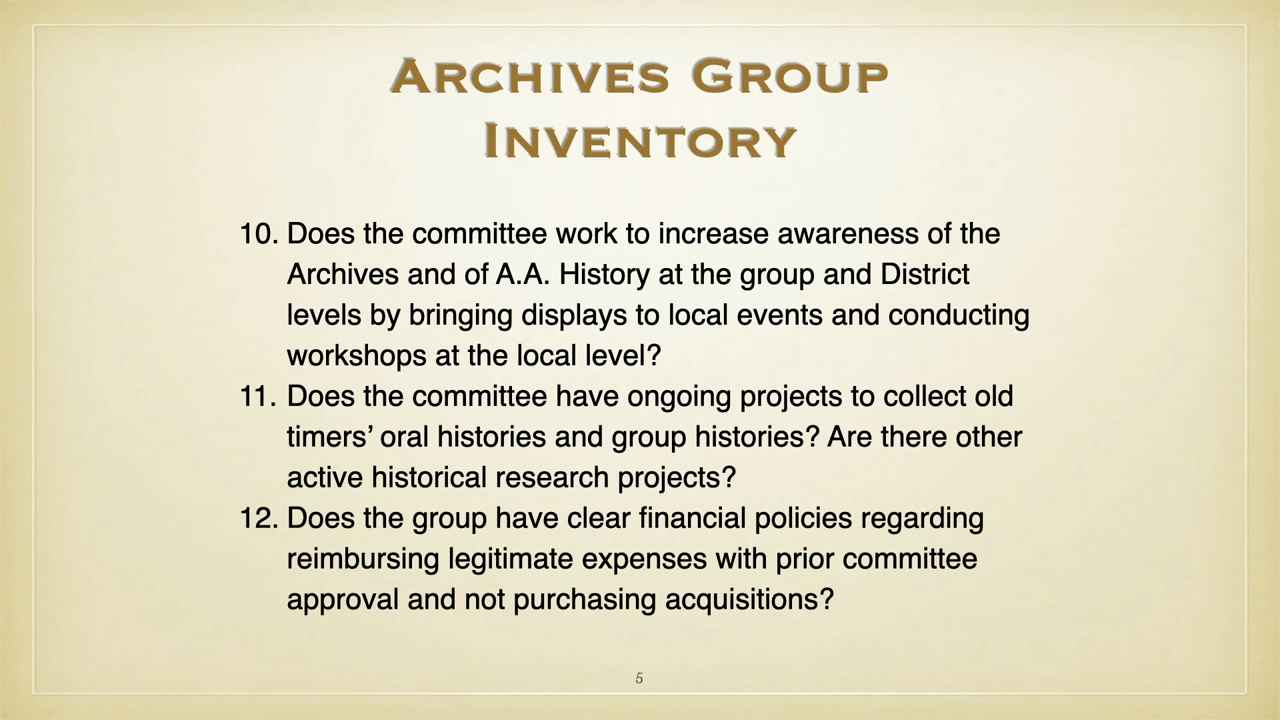 Archives Group
Inventory
10. Does the committee work to increase awareness of the
Archives and of A.A. History at the group and District
levels by bringing displays to local events and conducting
workshops at the local level?
11. Does the committee have ongoing projects to collect old
timers’ oral histories and group histories? Are there other
active historical research projects?
12. Does the group have clear financial policies regarding
reimbursing legitimate expenses with prior committee
approval and not purchasing acquisitions?
5